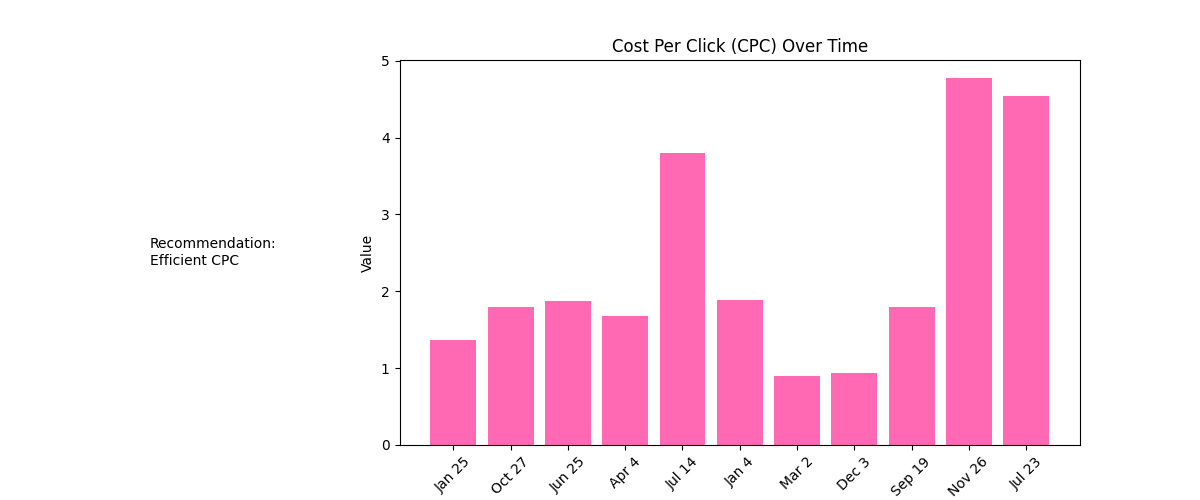 Cost Per Click (CPC) Over Time
Recommendation:
Efficient CPC
Value
5
4
3
2
1
0
Jan 25
Oct 27
Jun 25
Apr 4
Jul 14
Jan 4
Mar 2
Dec 3
Sep 19
Nov 26
Jul 23